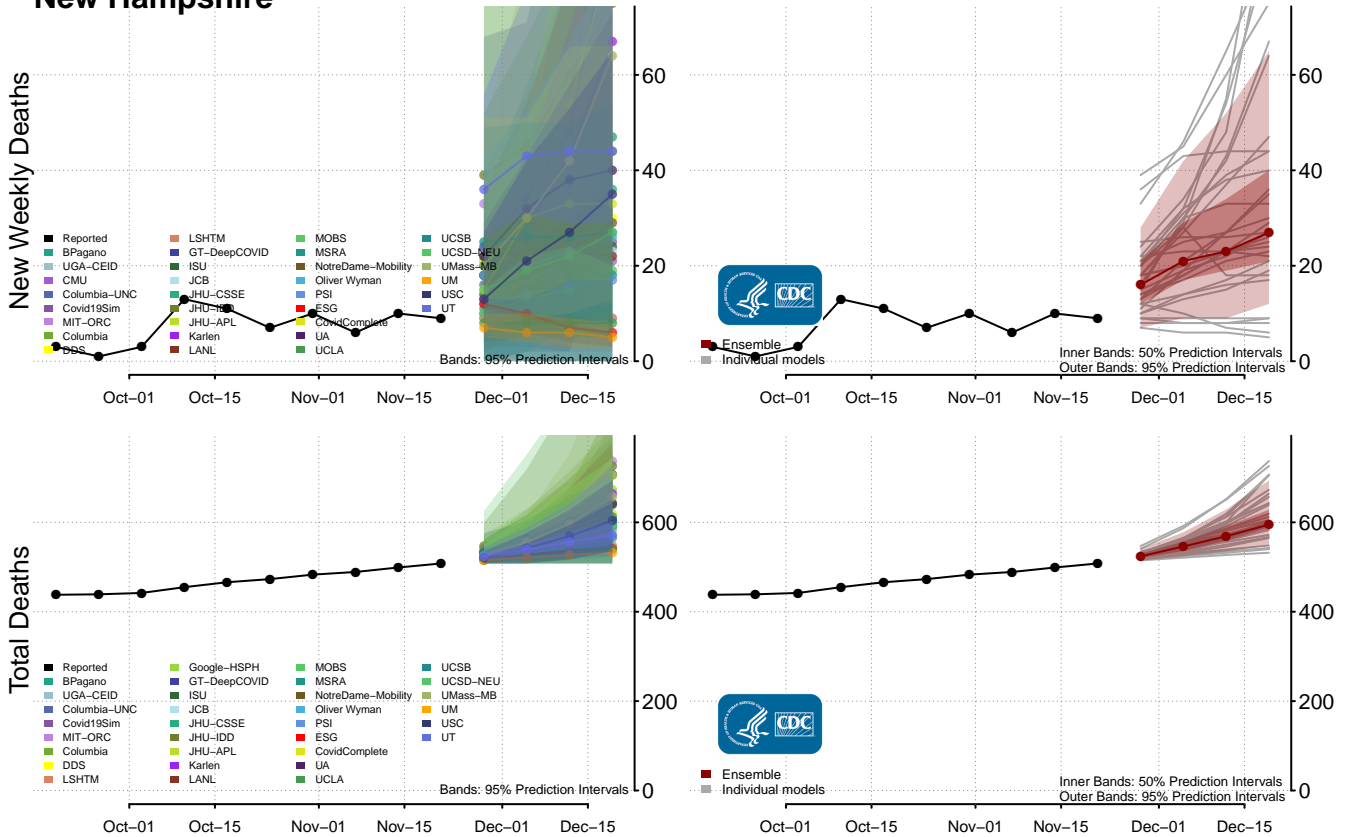 New Hampshire
New Weekly Deaths
Reported
BPagano
UGA−CEID
CMU
Columbia−UNC
Covid19Sim
MIT−ORC
Columbia
DDS
LSHTM
GT−DeepCOVID
ISU
JCB
JHU−CSSE
JHU−IDD
JHU−APL
Karlen
LANL
MOBS
MSRA
NotreDame−Mobility
Oliver Wyman
PSI
ESG
CovidComplete
UA
UCLA
UCSB
UCSD−NEU
UMass−MB
UM
USC
UT
Bands: 95% Prediction Intervals
60
40
20
0
Oct−01 Oct−15 Nov−01 Nov−15 Dec−01 Dec−15
CDC
Ensemble
Individual models
Inner Bands: 50% Prediction Intervals
Outer Bands: 95% Prediction Intervals
60
40
20
0
Oct−01 Oct−15 Nov−01 Nov−15 Dec−01 Dec−15
Total Deaths
Reported
BPagano
UGA−CEID
Columbia−UNC
Covid19Sim
MIT−ORC
Columbia
DDS
LSHTM
Google−HSPH
GT−DeepCOVID
ISU
JCB
JHU−CSSE
JHU−IDD
JHU−APL
Karlen
LANL
MOBS
MSRA
NotreDame−Mobility
Oliver Wyman
PSI
ESG
CovidComplete
UA
UCLA
UCSB
UCSD−NEU
UMass−MB
UM
USC
UT
Bands: 95% Prediction Intervals
600
400
200
0
Oct−01 Oct−15 Nov−01 Nov−15 Dec−01 Dec−15
CDC
Ensemble
Individual models
Inner Bands: 50% Prediction Intervals
Outer Bands: 95% Prediction Intervals
600
400
200
0
Oct−01 Oct−15 Nov−01 Nov−15 Dec−01 Dec−15